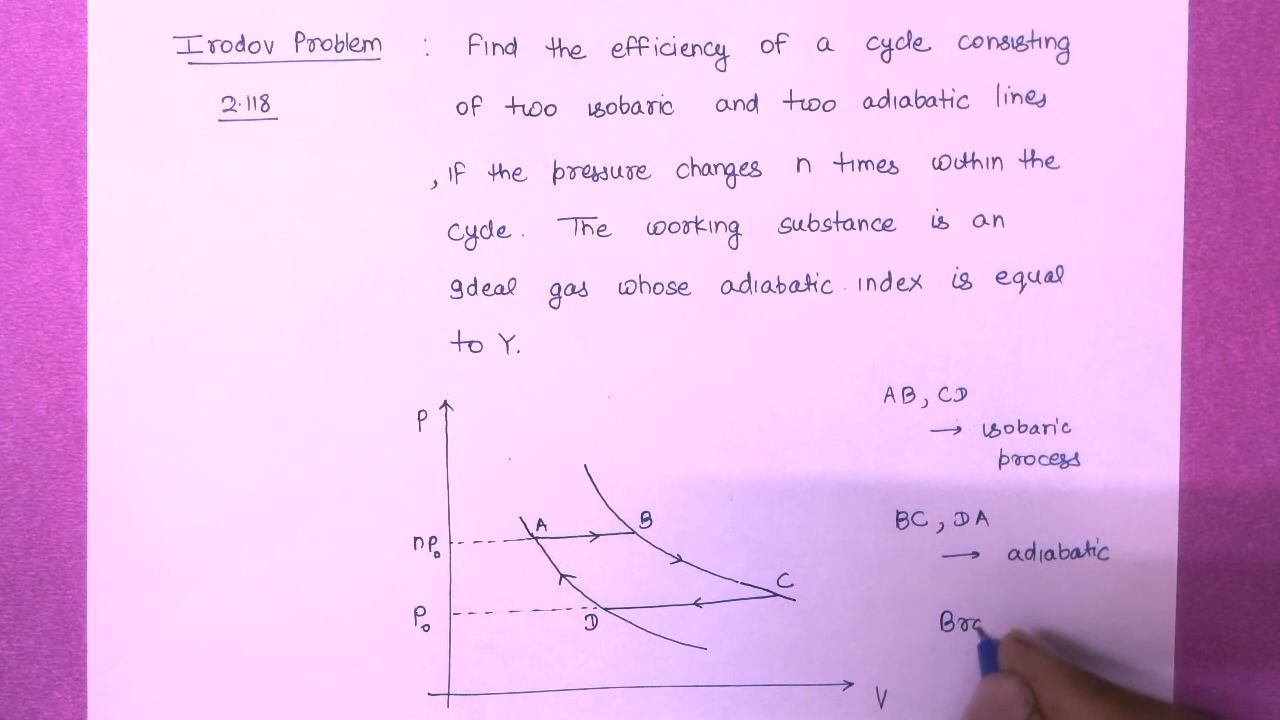 Irodov Problem : Find the efficiency of a cycle consisting
2.118
of two isobaric and two adiabatic lines
, if the pressure changes n times within the
cycle. The working substance is an
Ideal gas whose adiabatic index is equal
to γ.
P
nP₀
P₀
A
B
C
D
V
AB, CD
→ isobaric
process
BC, DA
→ adiabatic